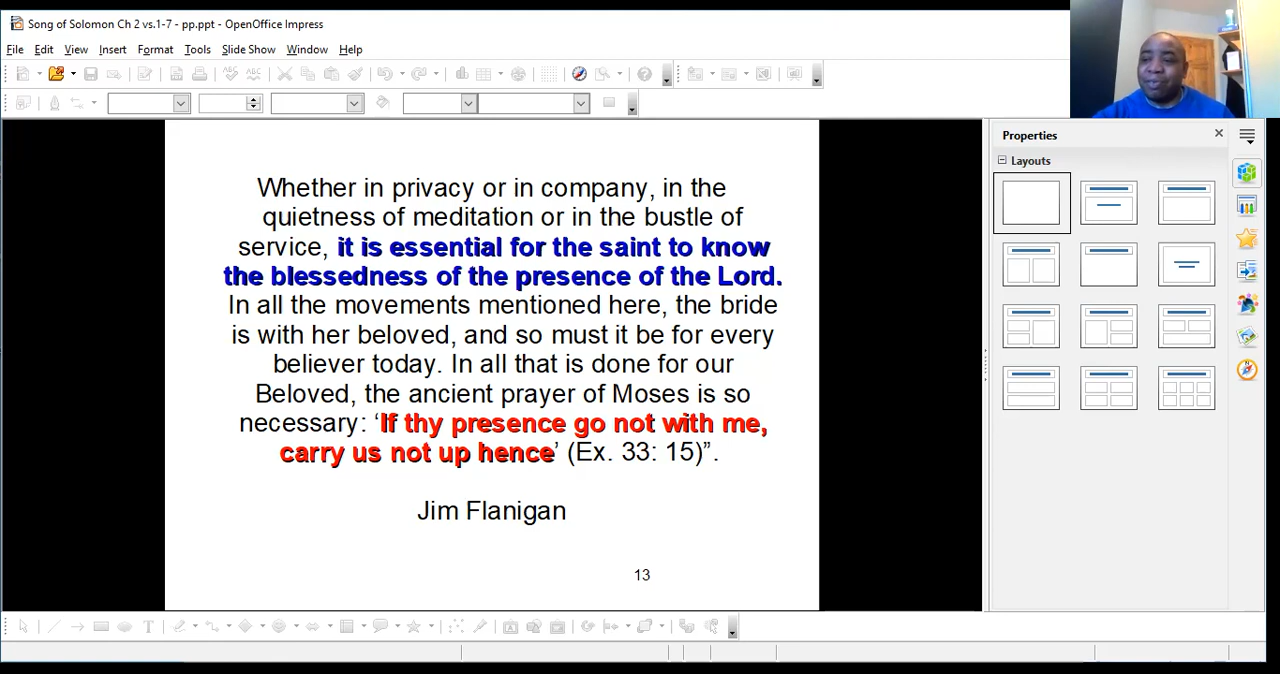 Song of Solomon Ch 2 vs.1-7 - pp.ppt - OpenOffice Impress
File Edit View Insert Format Tools Slide Show Window Help
Properties
Layouts
Whether in privacy or in company, in the
quietness of meditation or in the bustle of
service, it is essential for the saint to know
the blessedness of the presence of the Lord.
In all the movements mentioned here, the bride
is with her beloved, and so must it be for every
believer today. In all that is done for our
Beloved, the ancient prayer of Moses is so
necessary: ‘If thy presence go not with me,
carry us not up hence’ (Ex. 33: 15)”.
Jim Flanigan
13